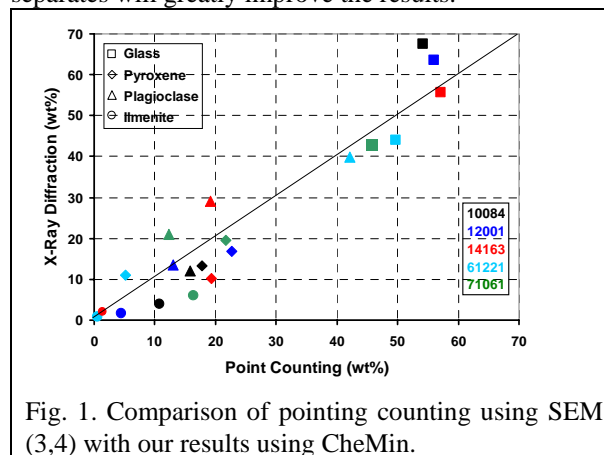 separates will greatly improve the results.
70
60
50
40
30
20
10
0
X-Ray Diffraction (wt%)
Glass
Pyroxene
Plagioclase
Ilmenite
10084
12001
14163
61221
71061
0 10 20 30 40 50 60 70
Point Counting (wt%)
Fig. 1. Comparison of pointing counting using SEM
(3,4) with our results using CheMin.